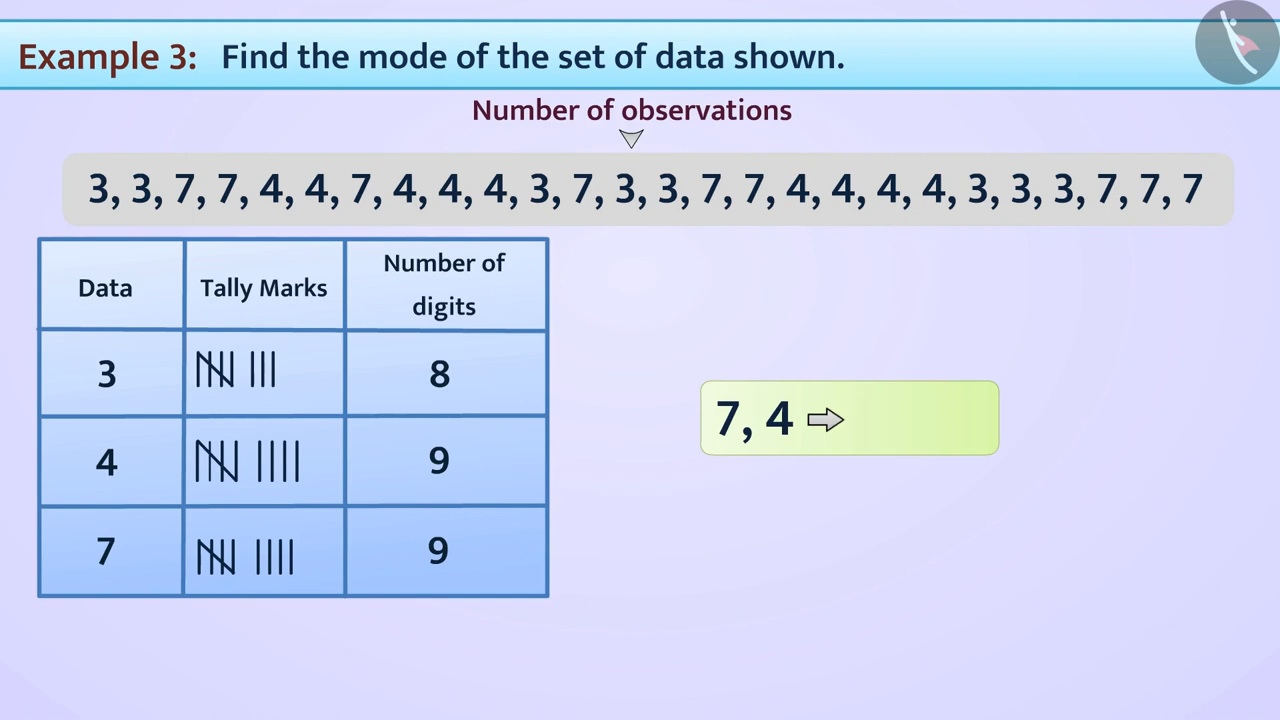 Example 3: Find the mode of the set of data shown.
Number of observations
3, 3, 7, 7, 4, 4, 7, 4, 4, 4, 3, 7, 3, 3, 7, 7, 4, 4, 4, 4, 3, 3, 3, 7, 7, 7
Data Tally Marks Number of
digits
3 8
4 9
7 9
7, 4